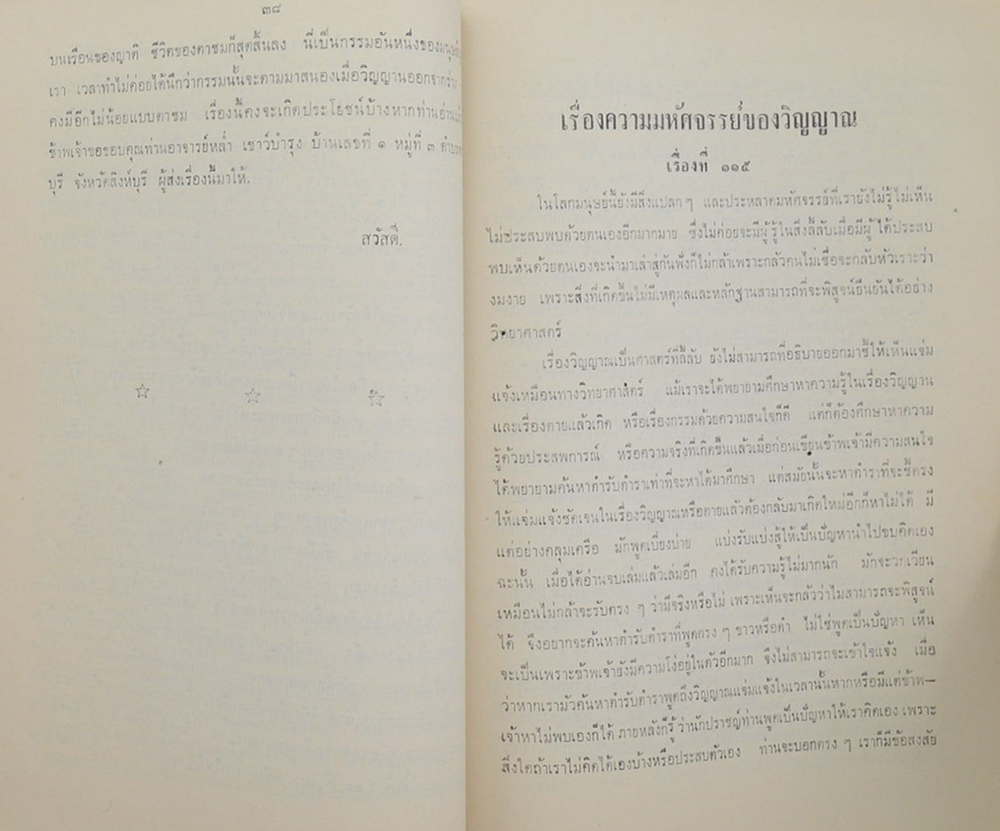 ๓๘
บนเรือนของญาติ ชีวิตของตาชมก็สุดสิ้นลง นี่เป็นกรรมอันหนึ่งของมนุษย์
เรา เวลาทำไม่ค่อยได้นึกว่ากรรมนั้นจะตามมาสนองเมื่อวิญญานออกจากร่าง
คงมีอีกไม่น้อยแบบตาชม เรื่องนี้คงจะเกิดประโยชน์บ้างหากท่านอ่าน
ข้าพเจ้าขอขอบคุณท่านอาจารย์หล่ำ เชาว์บำรุง บ้านเลขที่ ๑ หมู่ที่ ๓ ตำบล
บุรี จังหวัดสิงห์บุรี ผู้ส่งเรื่องนี้มาให้.
สวัสดี.
เรื่องความมหัศจรรย์ของวิญญาณ
เรื่องที่ ๑๑๕
ในโลกมนุษย์นี้ยังมีสิ่งแปลก ๆ และประหลาดมหัศจรรย์ที่เรายังไม่รู้ไม่เห็น
ไม่ประสบพบด้วยตนเองอีกมากมาย ซึ่งไม่ค่อยจะมีผู้รู้ในสิ่งลี้ลับเมื่อมีผู้ได้ประสบ
พบเห็นด้วยตนเองจะนำมาเล่าสู่กันฟังก็ไม่กล้าเพราะกลัวคนไม่เชื่อจะกลับหัวเราะว่า
งมงาย เพราะสิ่งที่เกิดขึ้นไม่มีเหตุผลและหลักฐานสามารถที่จะพิสูจน์ยืนยันได้อย่าง
วิทยาศาสตร์
เรื่องวิญญาณเป็นศาสตร์ที่ลี้ลับ ยังไม่สามารถที่อธิบายออกมาชี้ให้เห็นแจ่ม
แจ้งเหมือนทางวิทยาศาสตร์ แม้เราจะได้พยายามศึกษาหาความรู้ในเรื่องวิญญาน
และเรื่องตายแล้วเกิด หรือเรื่องกรรมด้วยความสนใจก็ดี แต่ก็ต้องศึกษาหาความ
รู้ด้วยประสพการณ์ หรือความจริงที่เกิดขึ้นแล้วเมื่อก่อนเขียนข้าพเจ้ามีความสนใจ
ได้พยายามค้นหาตำรับตำราเท่าที่จะหาได้มาศึกษา แต่สมัยนั้นจะหาตำราที่จะชี้ตรง
ให้แจ่มแจ้งชัดเจนในเรื่องวิญญาณหรือตายแล้วต้องกลับมาเกิดใหม่อีกก็หาไม่ได้ มี
แต่อย่างคลุมเครือ มักพูดเบี่ยงบ่าย แบ่งรับแบ่งสู้ให้เป็นปัญหานำไปขบคิดเอง
ฉะนั้น เมื่อได้อ่านจบเล่มแล้วเล่มอีก คงได้รับความรู้ไม่มากนัก มักจะวกเวียน
เหมือนไม่กล้าจะรับตรง ๆ ว่ามีจริงหรือไม่ เพราะเห็นจะกลัวว่าไม่สามารถจะพิสูจน์
ได้ จึงอยากจะค้นหาตำรับตำราที่พูดตรง ๆ ขาวหรือดำ ไม่ใช่พูดเป็นปัญหา เห็น
จะเป็นเพราะข้าพเจ้ายังมีความโง่อยู่ในตัวอีกมาก จึงไม่สามารถจะเข้าใจแจ้ง เมื่อ
ว่าหากเรามัวค้นหาตำรับตำราพูดถึงวิญญาณแจ่มแจ้งในเวลานั้นหากหรือมีแต่ข้าพ—
เจ้าหาไม่พบเองก็ได้ ภายหลังก็รู้ ว่านักปราชญ์ท่านพูดเป็นปัญหาให้เราคิดเอง เพราะ
สิ่งใดถ้าเราไม่คิดได้เองบ้างหรือประสบตัวเอง ท่านจะบอกตรง ๆ เราก็มีข้อสงสัย